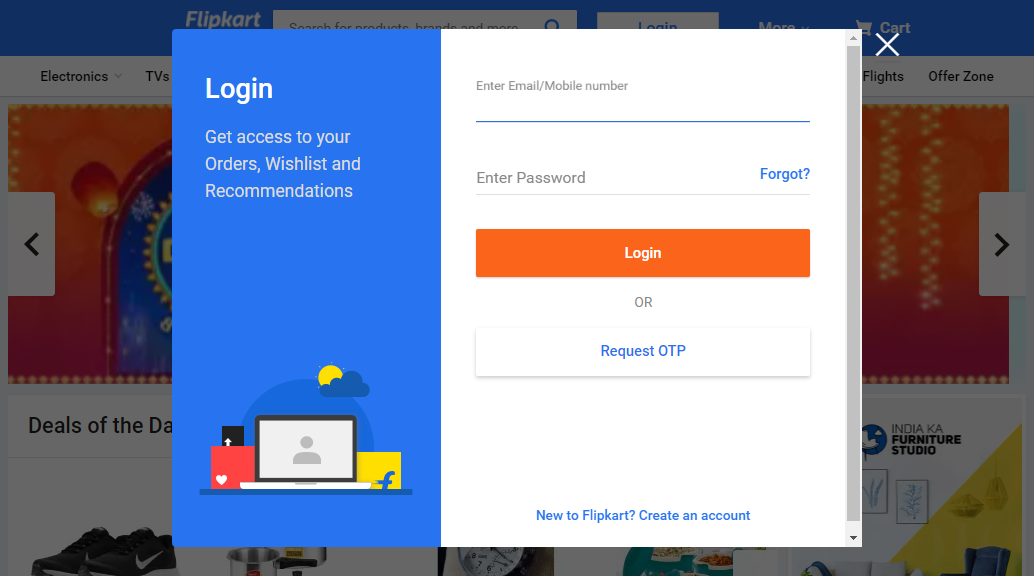 Flipkart
Search for products, brands and more
Login
More
Cart
Electronics
TVs
Flights
Offer Zone
Login
Get access to your
Orders, Wishlist and
Recommendations
Enter Email/Mobile number
Enter Password
Forgot?
Login
OR
Request OTP
New to Flipkart? Create an account
Deals of the Da
INDIA KA
FURNITURE
STUDIO